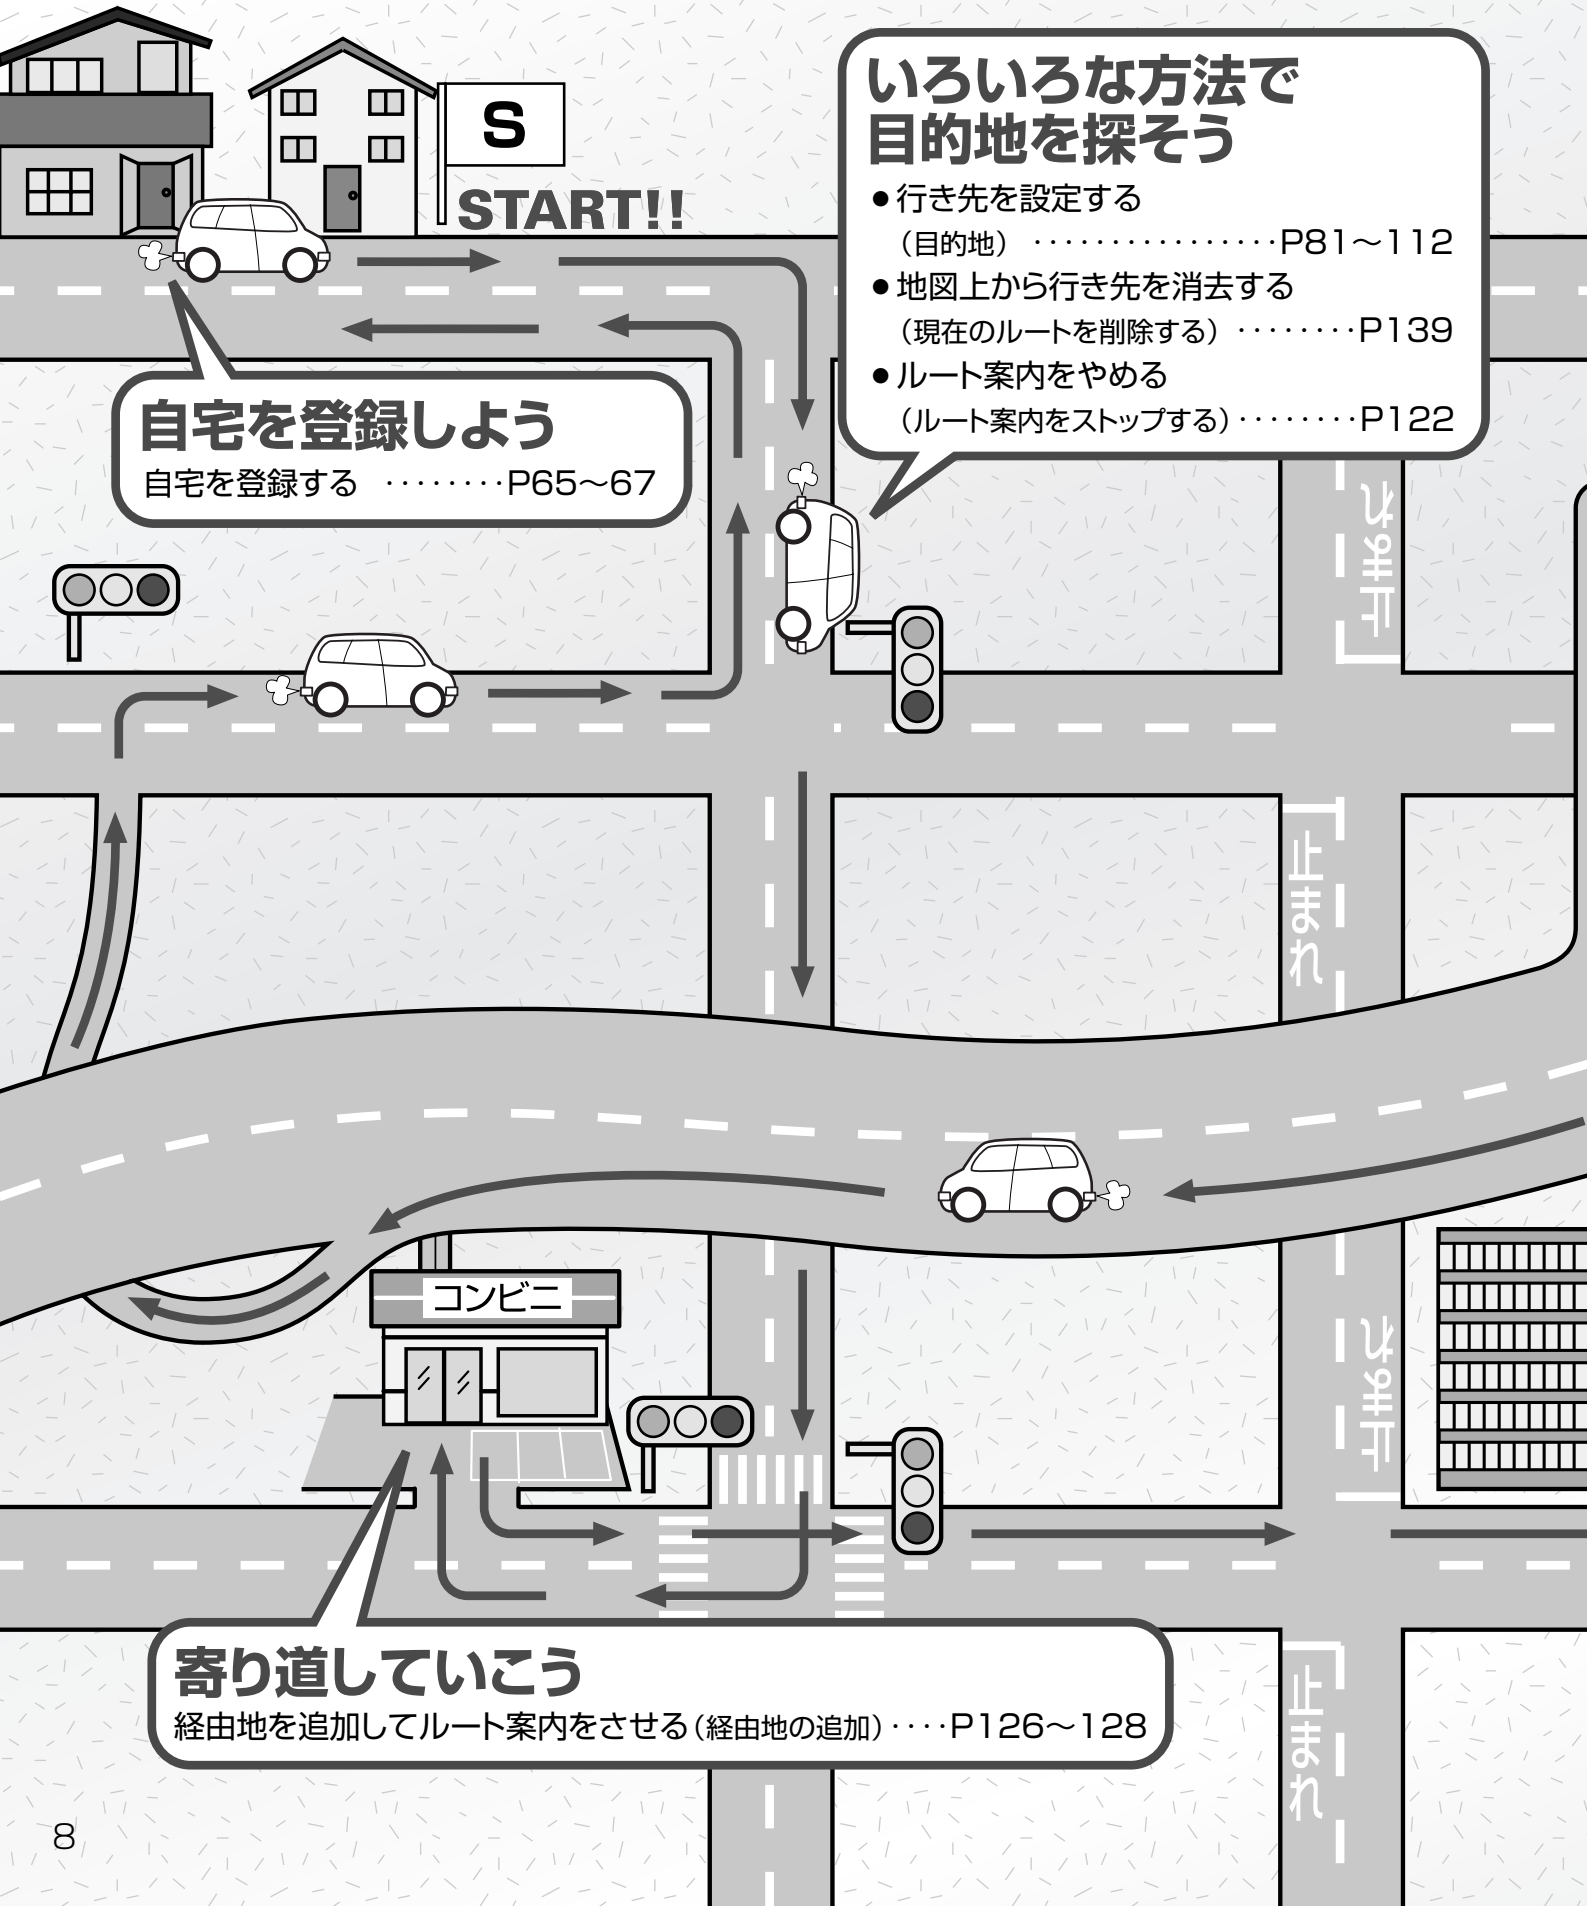 S
START!!
いろいろな方法で
目的地を探そう
●行き先を設定する
（目的地）················P81～112
●地図上から行き先を消去する
（現在のルートを削除する）········P139
●ルート案内をやめる
（ルート案内をストップする）········P122
自宅を登録しよう
自宅を登録する ········P65～67
止まれ
止まれ
コンビニ
止まれ
寄り道していこう
経由地を追加してルート案内をさせる（経由地の追加）····P126～128
止まれ
8